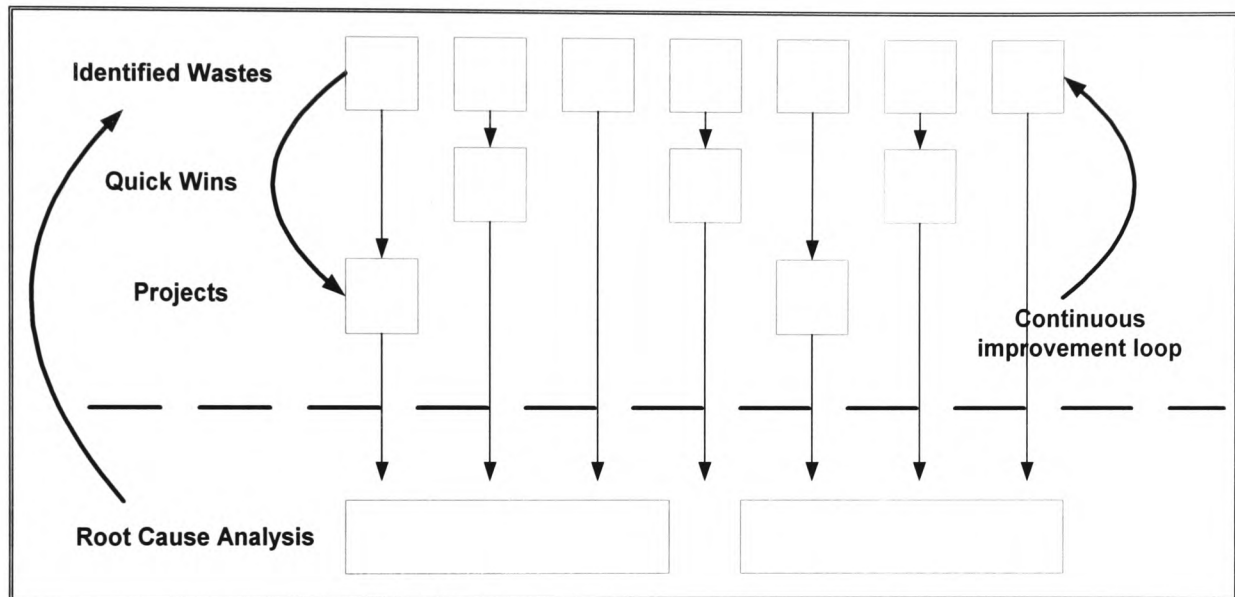 Identified Wastes
Quick Wins
Projects
Continuous
improvement loop
Root Cause Analysis